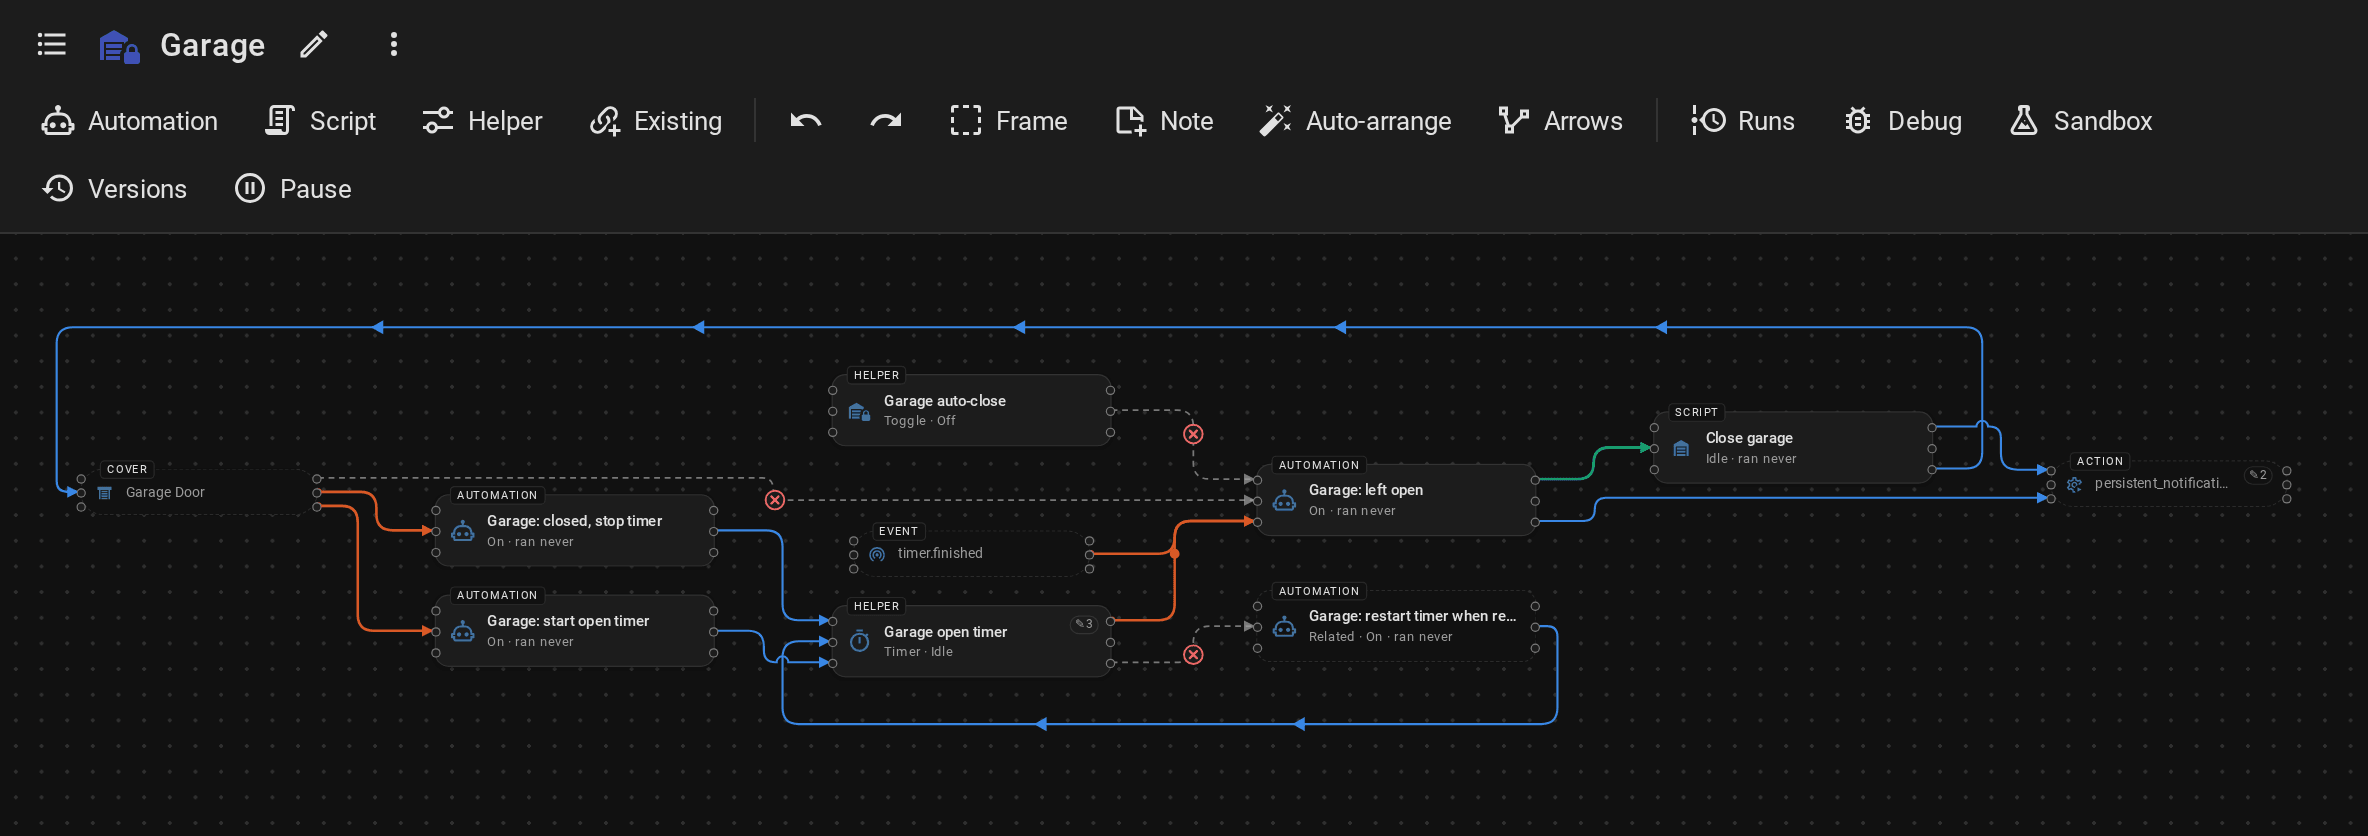 Garage
Automation
Script
Helper
Existing
Frame
Note
Auto-arrange
Arrows
Runs
Debug
Sandbox
Versions
Pause
HELPER
Garage auto-close
Toggle · Off
COVER
Garage Door
AUTOMATION
Garage: closed, stop timer
On · ran never
AUTOMATION
Garage: start open timer
On · ran never
EVENT
timer.finished
HELPER
Garage open timer
Timer · Idle
3
AUTOMATION
Garage: left open
On · ran never
AUTOMATION
Garage: restart timer when re…
Related · On · ran never
SCRIPT
Close garage
Idle · ran never
ACTION
persistent_notificati…
2